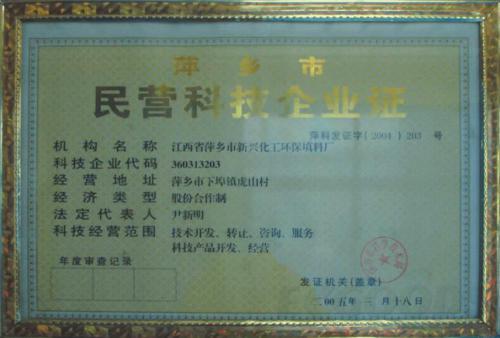 萍乡市
民营科技企业证
萍科发证字(2004)203 号
机构名称 江西省萍乡市新兴化工环保填料厂
科技企业代码 360313203
经营地址 萍乡市下埠镇虎山村
经济类型 股份合作制
法定代表人 尹新明
科技经营范围 技术开发、转让、咨询、服务
科技产品开发、经营
年度审查记录
发证机关(盖章)
二00五年 月十八日